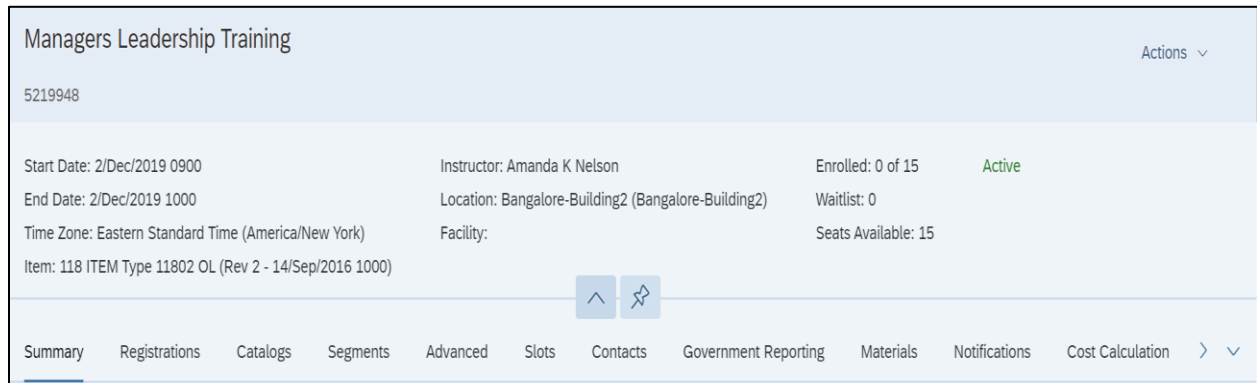 Managers Leadership Training
Actions
5219948
Start Date: 2/Dec/2019 0900
Instructor: Amanda K Nelson
Enrolled: 0 of 15
Active
End Date: 2/Dec/2019 1000
Location: Bangalore-Building2 (Bangalore-Building2)
Waitlist: 0
Time Zone: Eastern Standard Time (America/New York)
Facility:
Seats Available: 15
Item: 118 ITEM Type 11802 OL (Rev 2 - 14/Sep/2016 1000)
Summary Registrations Catalogs Segments Advanced Slots Contacts Government Reporting Materials Notifications Cost Calculation